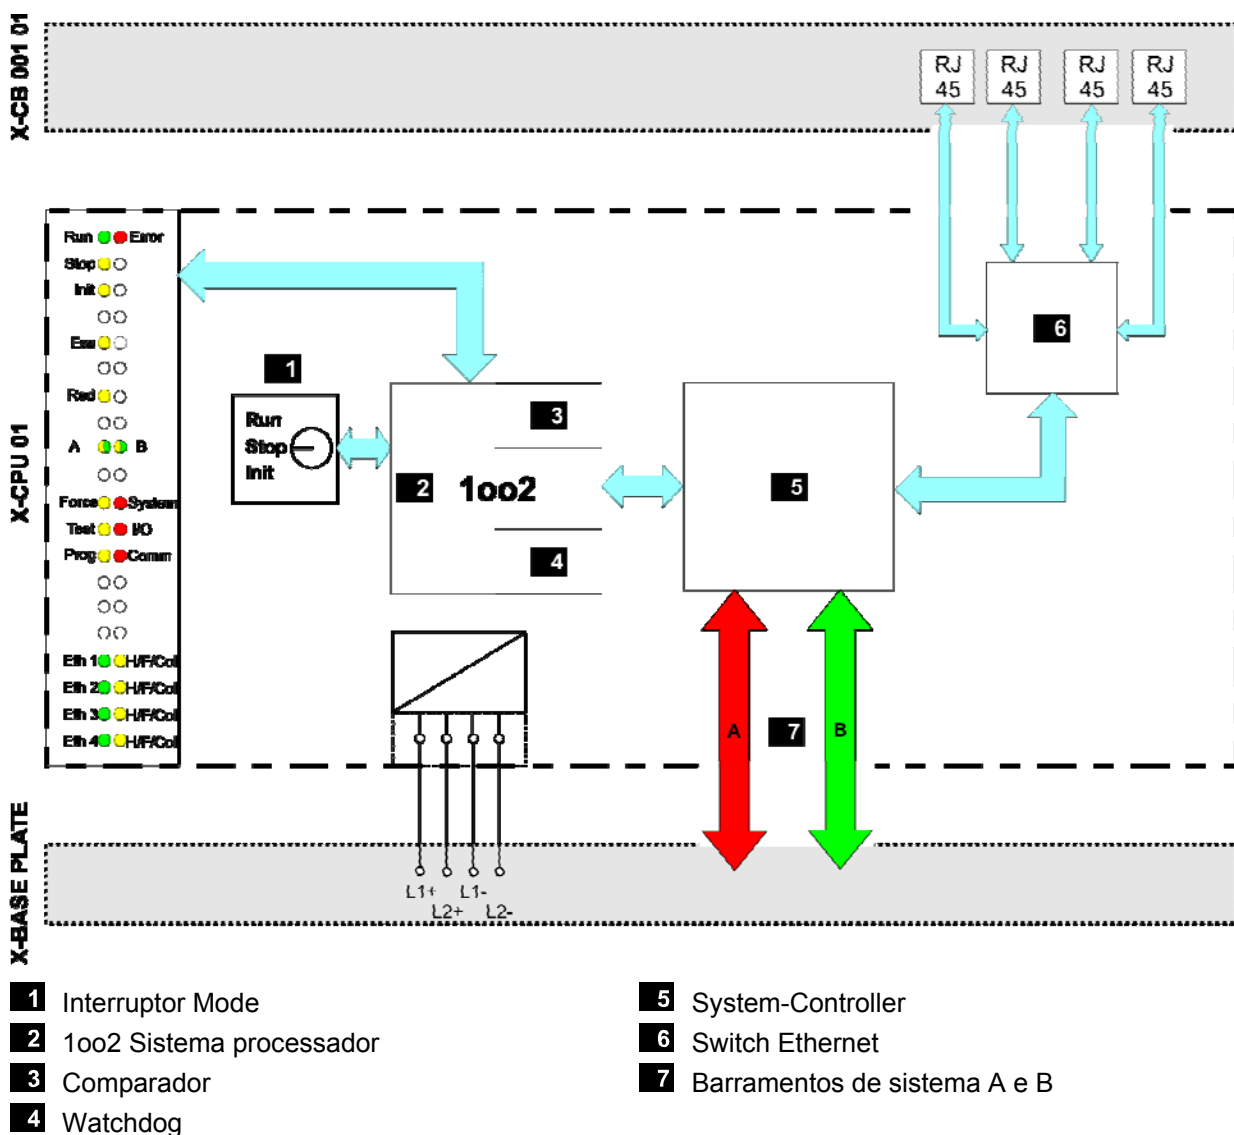 X-CB 001 01
RJ 45
RJ 45
RJ 45
RJ 45
X-CPU 01
Run Error
Stop
Init
Ess
Red
A B
Force System
Test I/O
Prog Comm
Eth 1 H/F/Col
Eth 2 H/F/Col
Eth 3 H/F/Col
Eth 4 H/F/Col
1
Run
Stop
Init
2
1oo2
3
4
5
6
7
A
B
X-BASE PLATE
L1+ L1-
L2+ L2-
1 Interruptor Mode
2 1oo2 Sistema processador
3 Comparador
4 Watchdog
5 System-Controller
6 Switch Ethernet
7 Barramentos de sistema A e B